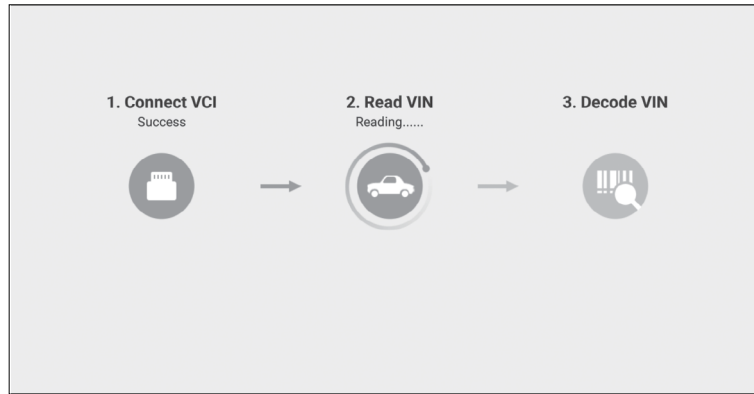 1. Connect VCI
Success
2. Read VIN
Reading......
3. Decode VIN